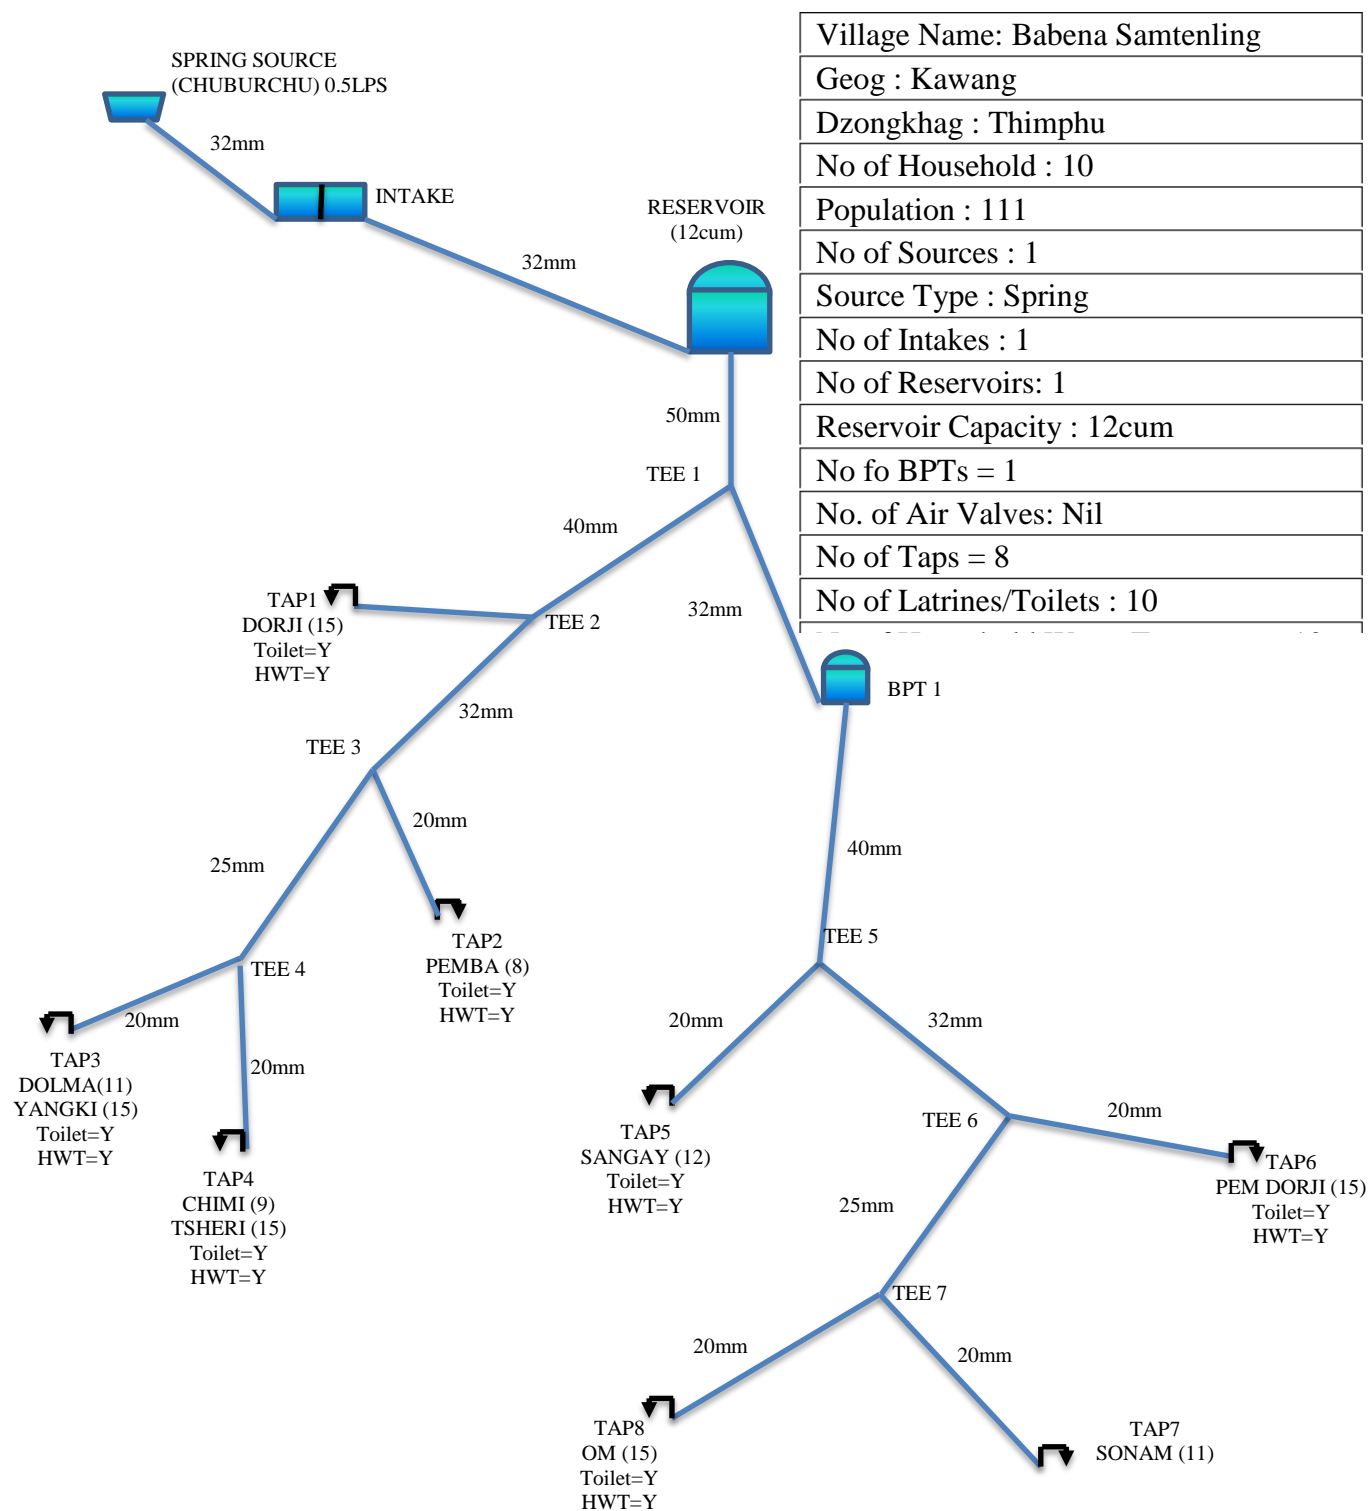 SPRING SOURCE
(CHUBURCHU) 0.5LPS
32mm
INTAKE
32mm
RESERVOIR
(12cum)
50mm
TEE 1
40mm
32mm
TAP1
DORJI (15)
Toilet=Y
HWT=Y
TEE 2
32mm
TEE 3
20mm
25mm
TAP2
PEMBA (8)
Toilet=Y
HWT=Y
TEE 4
20mm
20mm
TAP3
DOLMA(11)
YANGKI (15)
Toilet=Y
HWT=Y
TAP4
CHIMI (9)
TSHERI (15)
Toilet=Y
HWT=Y
BPT 1
40mm
TEE 5
20mm
32mm
TAP5
SANGAY (12)
Toilet=Y
HWT=Y
TEE 6
20mm
TAP6
PEM DORJI (15)
Toilet=Y
HWT=Y
25mm
TEE 7
20mm
20mm
TAP8
OM (15)
Toilet=Y
HWT=Y
TAP7
SONAM (11)
Village Name: Babena Samtenling
Geog : Kawang
Dzongkhag : Thimphu
No of Household : 10
Population : 111
No of Sources : 1
Source Type : Spring
No of Intakes : 1
No of Reservoirs: 1
Reservoir Capacity : 12cum
No fo BPTs = 1
No. of Air Valves: Nil
No of Taps = 8
No of Latrines/Toilets : 10